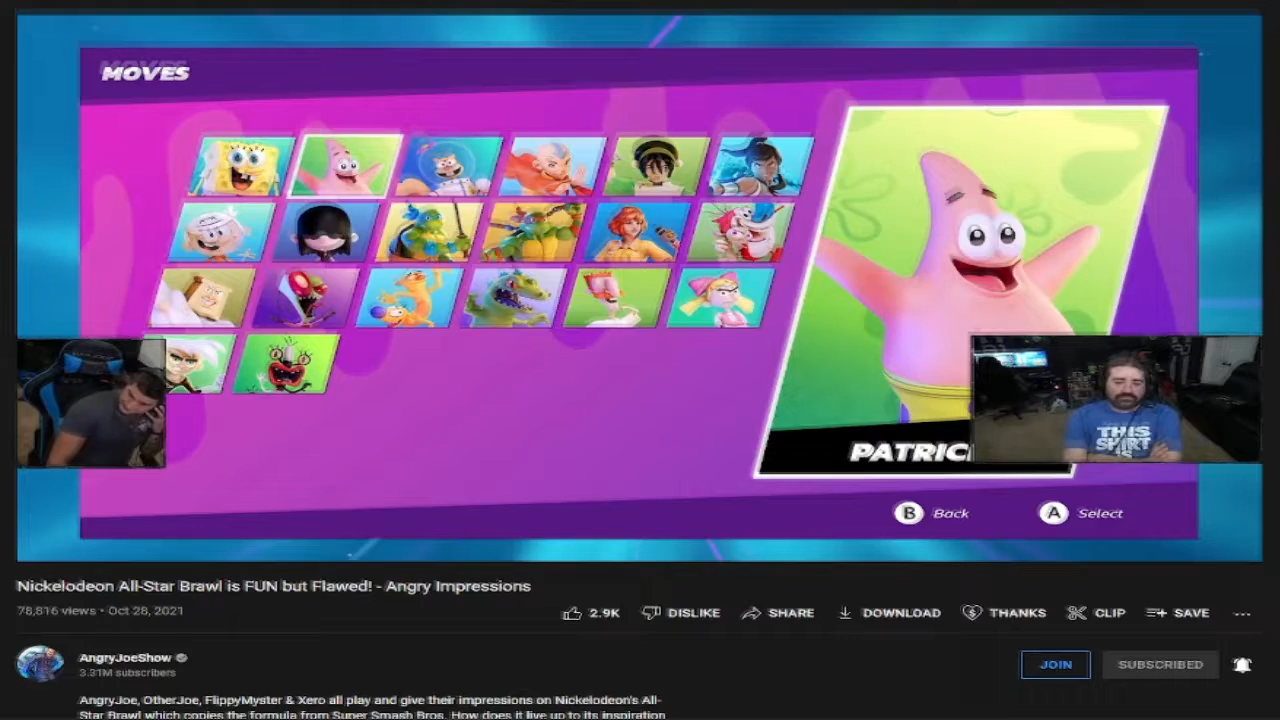 MOVES
PATRIC
THIS
SHIRT
IS
B Back
A Select
Nickelodeon All-Star Brawl is FUN but Flawed! - Angry Impressions
78,816 views • Oct 28, 2021
2.9K DISLIKE SHARE DOWNLOAD THANKS CLIP SAVE ...
AngryJoeShow
3.31M subscribers
JOIN SUBSCRIBED
AngryJoe, OtherJoe, FlippyMyster & Xero all play and give their impressions on Nickelodeon's All-
Star Brawl which copies the formula from Super Smash Bros. How does it live up to its inspiration